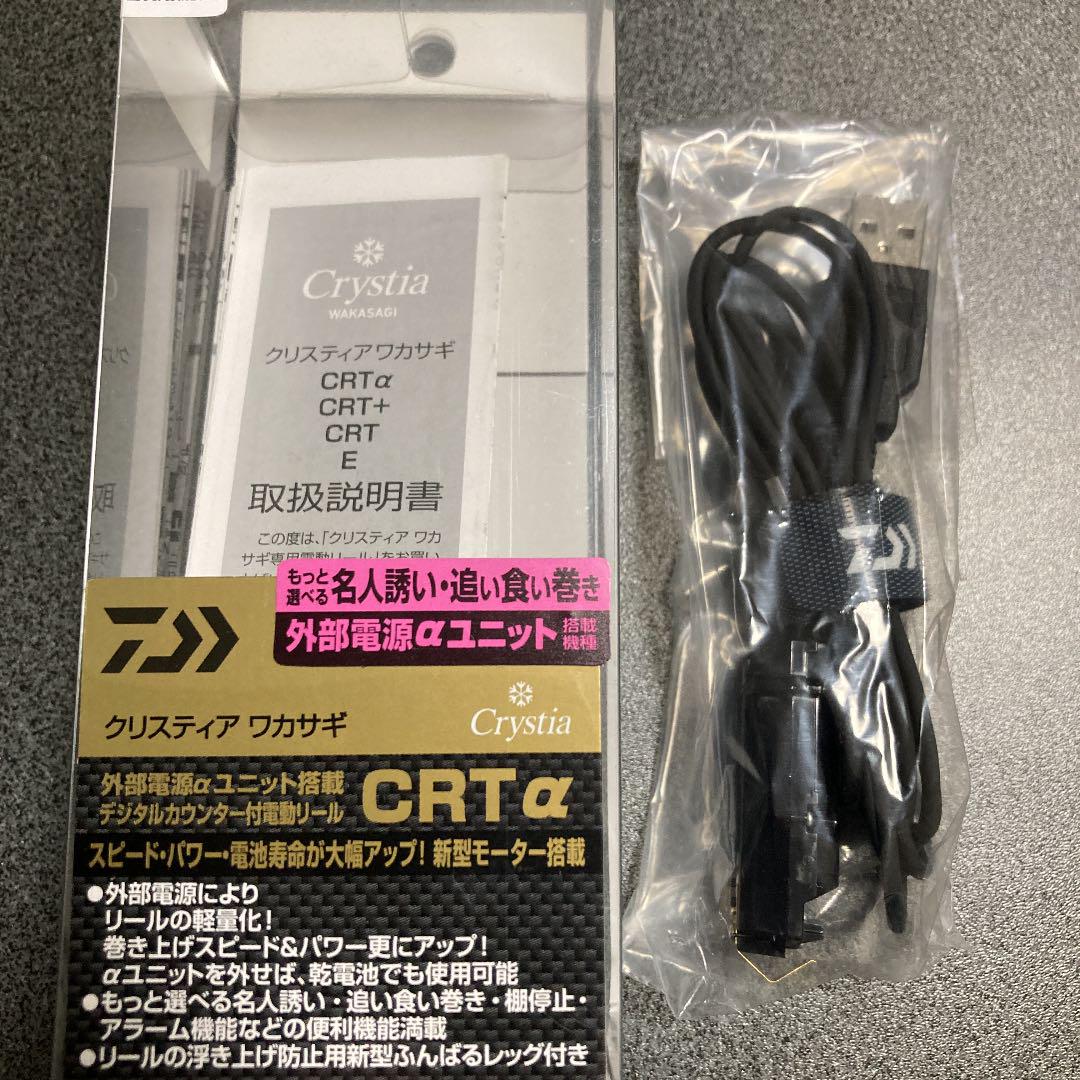 Crystia
WAKASAGI
クリスティア ワカサギ
CRTα
CRT+
CRT
E
取扱説明書
この度は、「クリスティア ワカ
サギ専用電動リール」をお買い
もっと
選べる 名人誘い・追い食い巻き
外部電源αユニット 搭載
機種
クリスティア ワカサギ
Crystia
外部電源αユニット搭載
デジタルカウンター付電動リール CRTα
スピード・パワー・電池寿命が大幅アップ! 新型モーター搭載
●外部電源により
リールの軽量化!
巻き上げスピード&パワー更にアップ!
αユニットを外せば、乾電池でも使用可能
●もっと選べる名人誘い・追い食い巻き・棚停止・
アラーム機能などの便利機能満載
●リールの浮き上げ防止用新型ふんばるレッグ付き